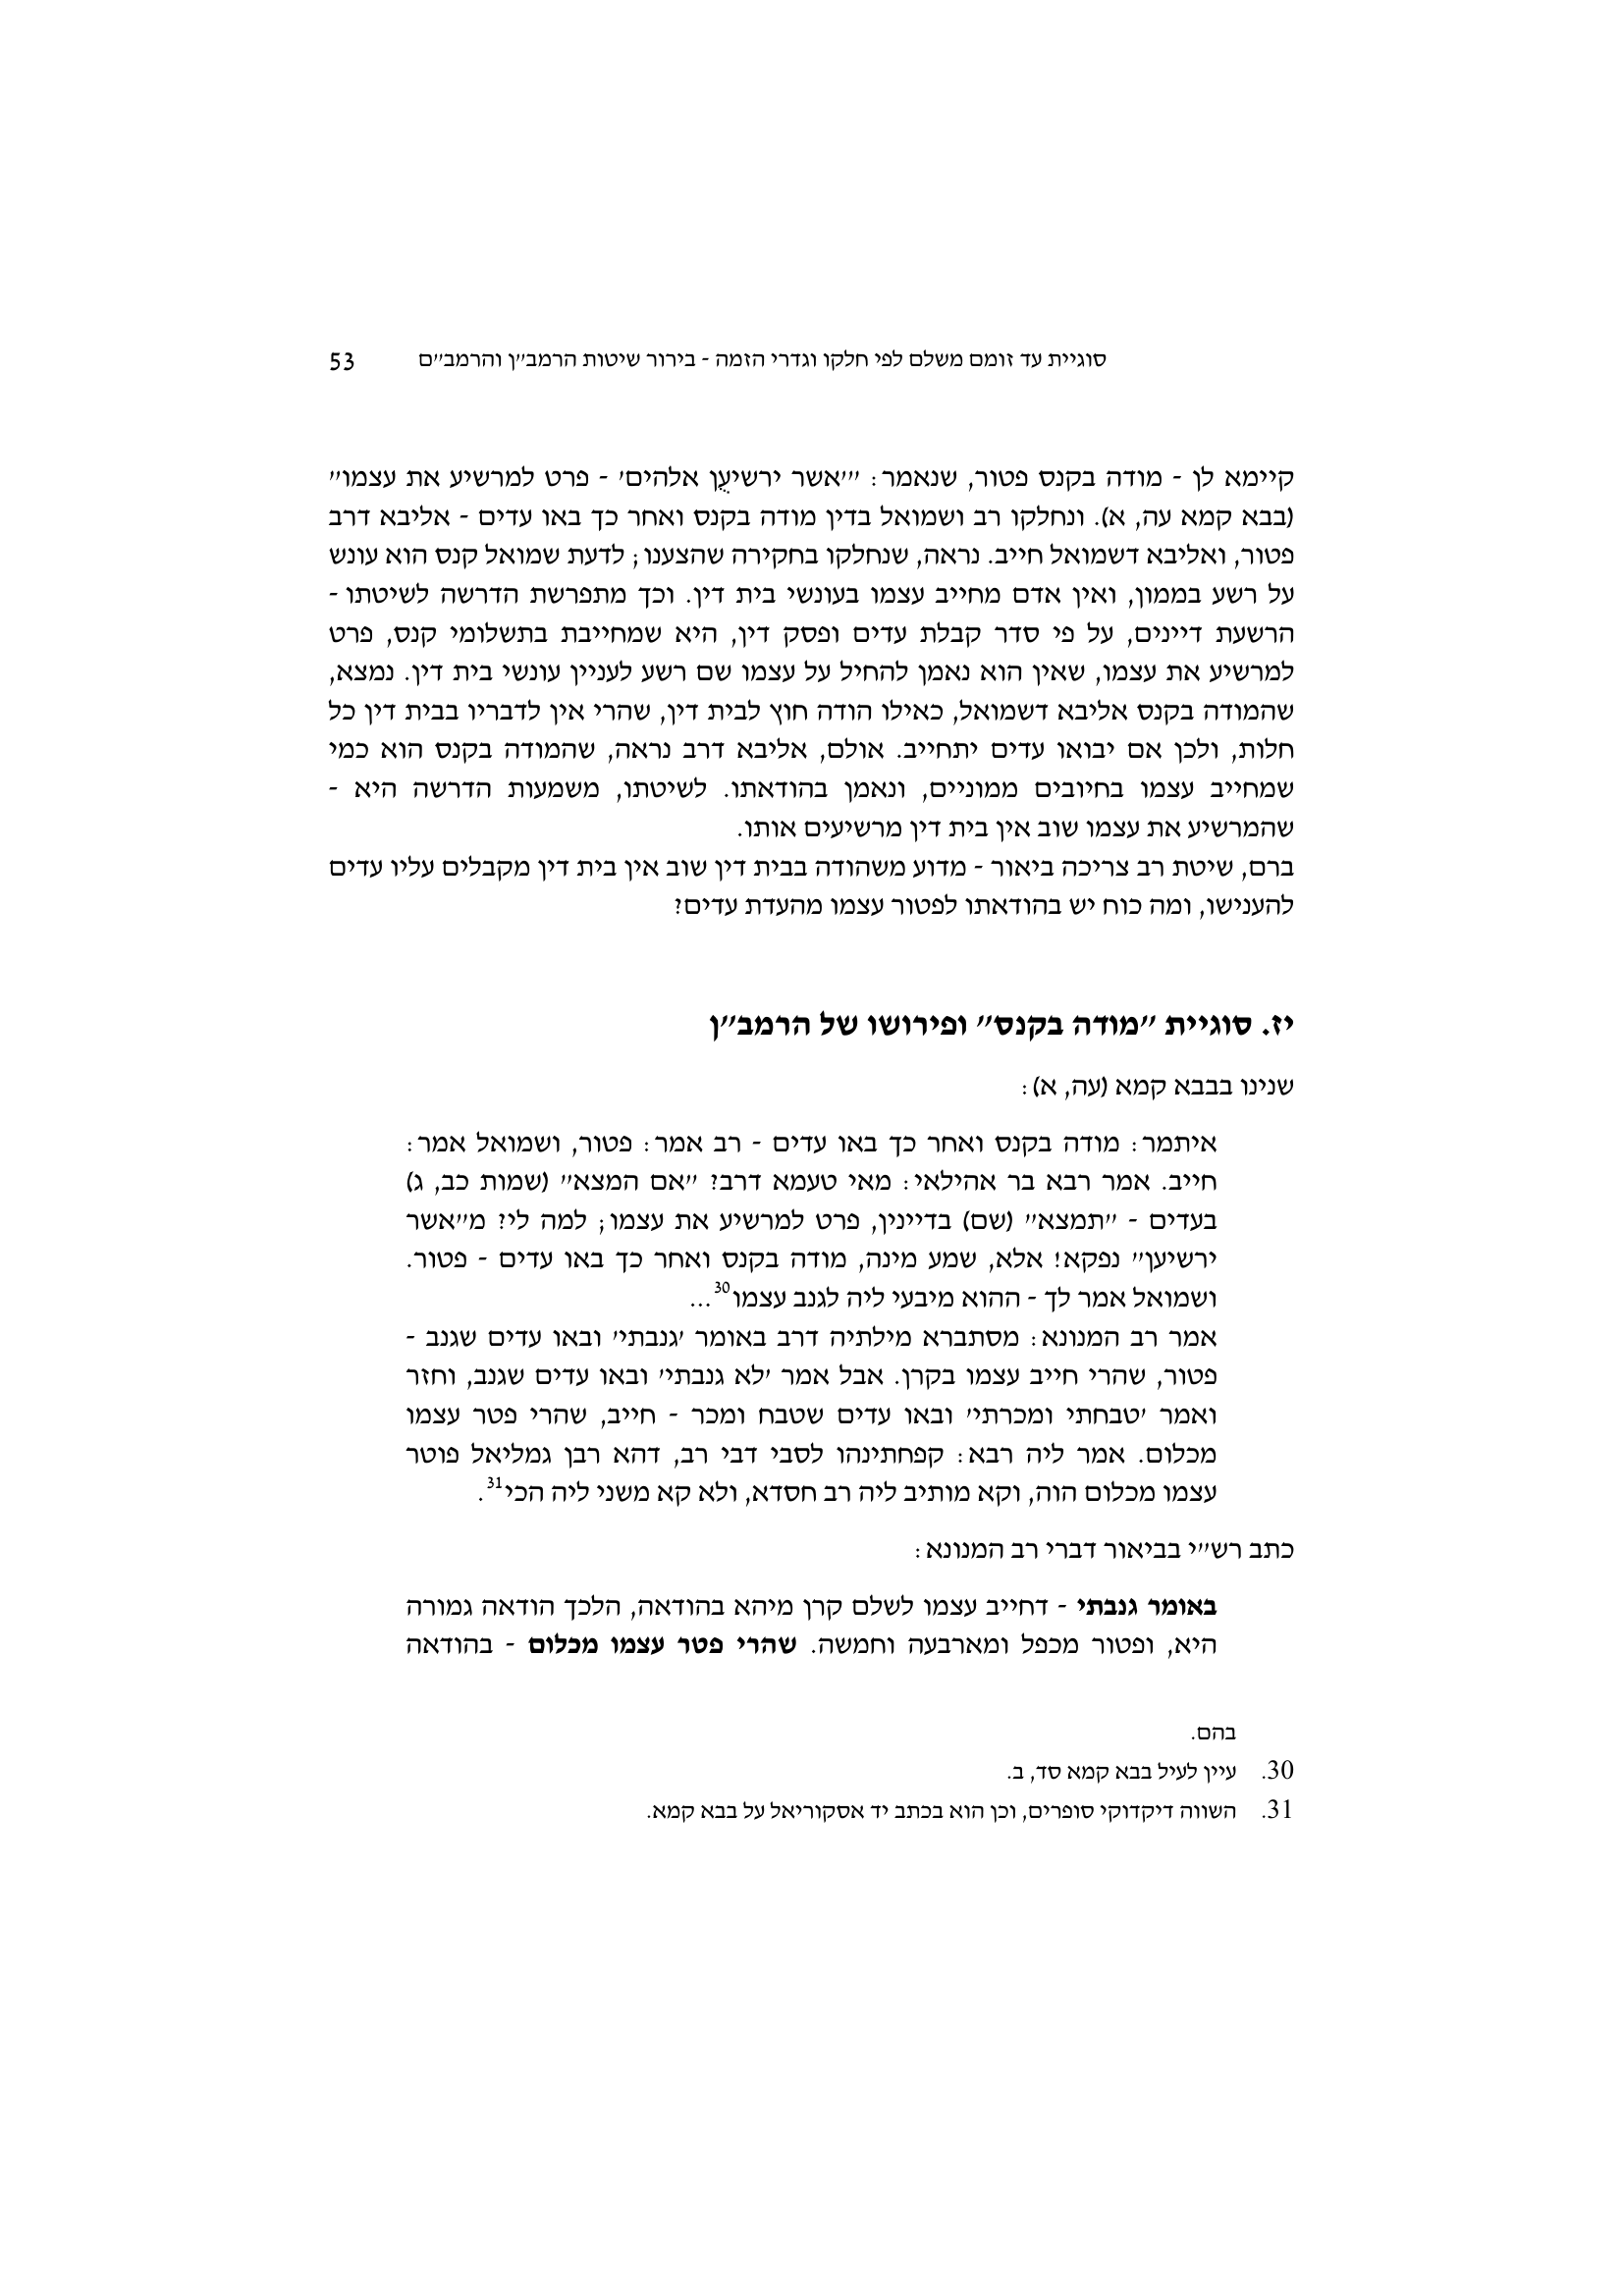 סוגיית עד זומם משלם לפי חלקו וגדרי הזמה - בירור שיטות הרמב״ן והרמב״ם 53
קיימא לן - מודה בקנס פטור, שנאמר: ״׳אשר ירשיעֻן אלהים׳ - פרט למרשיע את עצמו״
(בבא קמא עה, א). ונחלקו רב ושמואל בדין מודה בקנס ואחר כך באו עדים - אליבא דרב
פטור, ואליבא דשמואל חייב. נראה, שנחלקו בחקירה שהצענו; לדעת שמואל קנס הוא עונש
על רשע בממון, ואין אדם מחייב עצמו בעונשי בית דין. וכך מתפרשת הדרשה לשיטתו -
הרשעת דיינים, על פי סדר קבלת עדים ופסק דין, היא שמחייבת בתשלומי קנס, פרט
למרשיע את עצמו, שאין הוא נאמן להחיל על עצמו שם רשע לעניין עונשי בית דין. נמצא,
שהמודה בקנס אליבא דשמואל, כאילו הודה חוץ לבית דין, שהרי אין לדבריו בבית דין כל
חלות, ולכן אם יבואו עדים יתחייב. אולם, אליבא דרב נראה, שהמודה בקנס הוא כמי
שמחייב עצמו בחיובים ממוניים, ונאמן בהודאתו. לשיטתו, משמעות הדרשה היא -
שהמרשיע את עצמו שוב אין בית דין מרשיעים אותו.
ברם, שיטת רב צריכה ביאור - מדוע משהודה בבית דין שוב אין בית דין מקבלים עליו עדים
להענישו, ומה כוח יש בהודאתו לפטור עצמו מהעדת עדים?
יז. סוגיית ״מודה בקנס״ ופירושו של הרמב״ן
שנינו בבבא קמא (עה, א):
איתמר: מודה בקנס ואחר כך באו עדים - רב אמר: פטור, ושמואל אמר:
חייב. אמר רבא בר אהילאי: מאי טעמא דרב? ״אם המצא״ (שמות כב, ג)
בעדים - ״תמצא״ (שם) בדיינין, פרט למרשיע את עצמו; למה לי? מ״אשר
ירשיען״ נפקא! אלא, שמע מינה, מודה בקנס ואחר כך באו עדים - פטור.
ושמואל אמר לך - ההוא מיבעי ליה לגנב עצמו30...
אמר רב המנונא: מסתברא מילתיה דרב באומר ׳גנבתי׳ ובאו עדים שגנב -
פטור, שהרי חייב עצמו בקרן. אבל אמר ׳לא גנבתי׳ ובאו עדים שגנב, וחזר
ואמר ׳טבחתי ומכרתי׳ ובאו עדים שטבח ומכר - חייב, שהרי פטר עצמו
מכלום. אמר ליה רבא: קפחתינהו לסבי דבי רב, דהא רבן גמליאל פוטר
עצמו מכלום הוה, וקא מותיב ליה רב חסדא, ולא קא משני ליה הכי31.
כתב רש״י בביאור דברי רב המנונא:
באומר גנבתי - דחייב עצמו לשלם קרן מיהא בהודאה, הלכך הודאה גמורה
היא, ופטור מכפל ומארבעה וחמשה. שהרי פטר עצמו מכלום - בהודאה
בהם.
30. עיין לעיל בבא קמא סד, ב.
31. השווה דיקדוקי סופרים, וכן הוא בכתב יד אסקוריאל על בבא קמא.